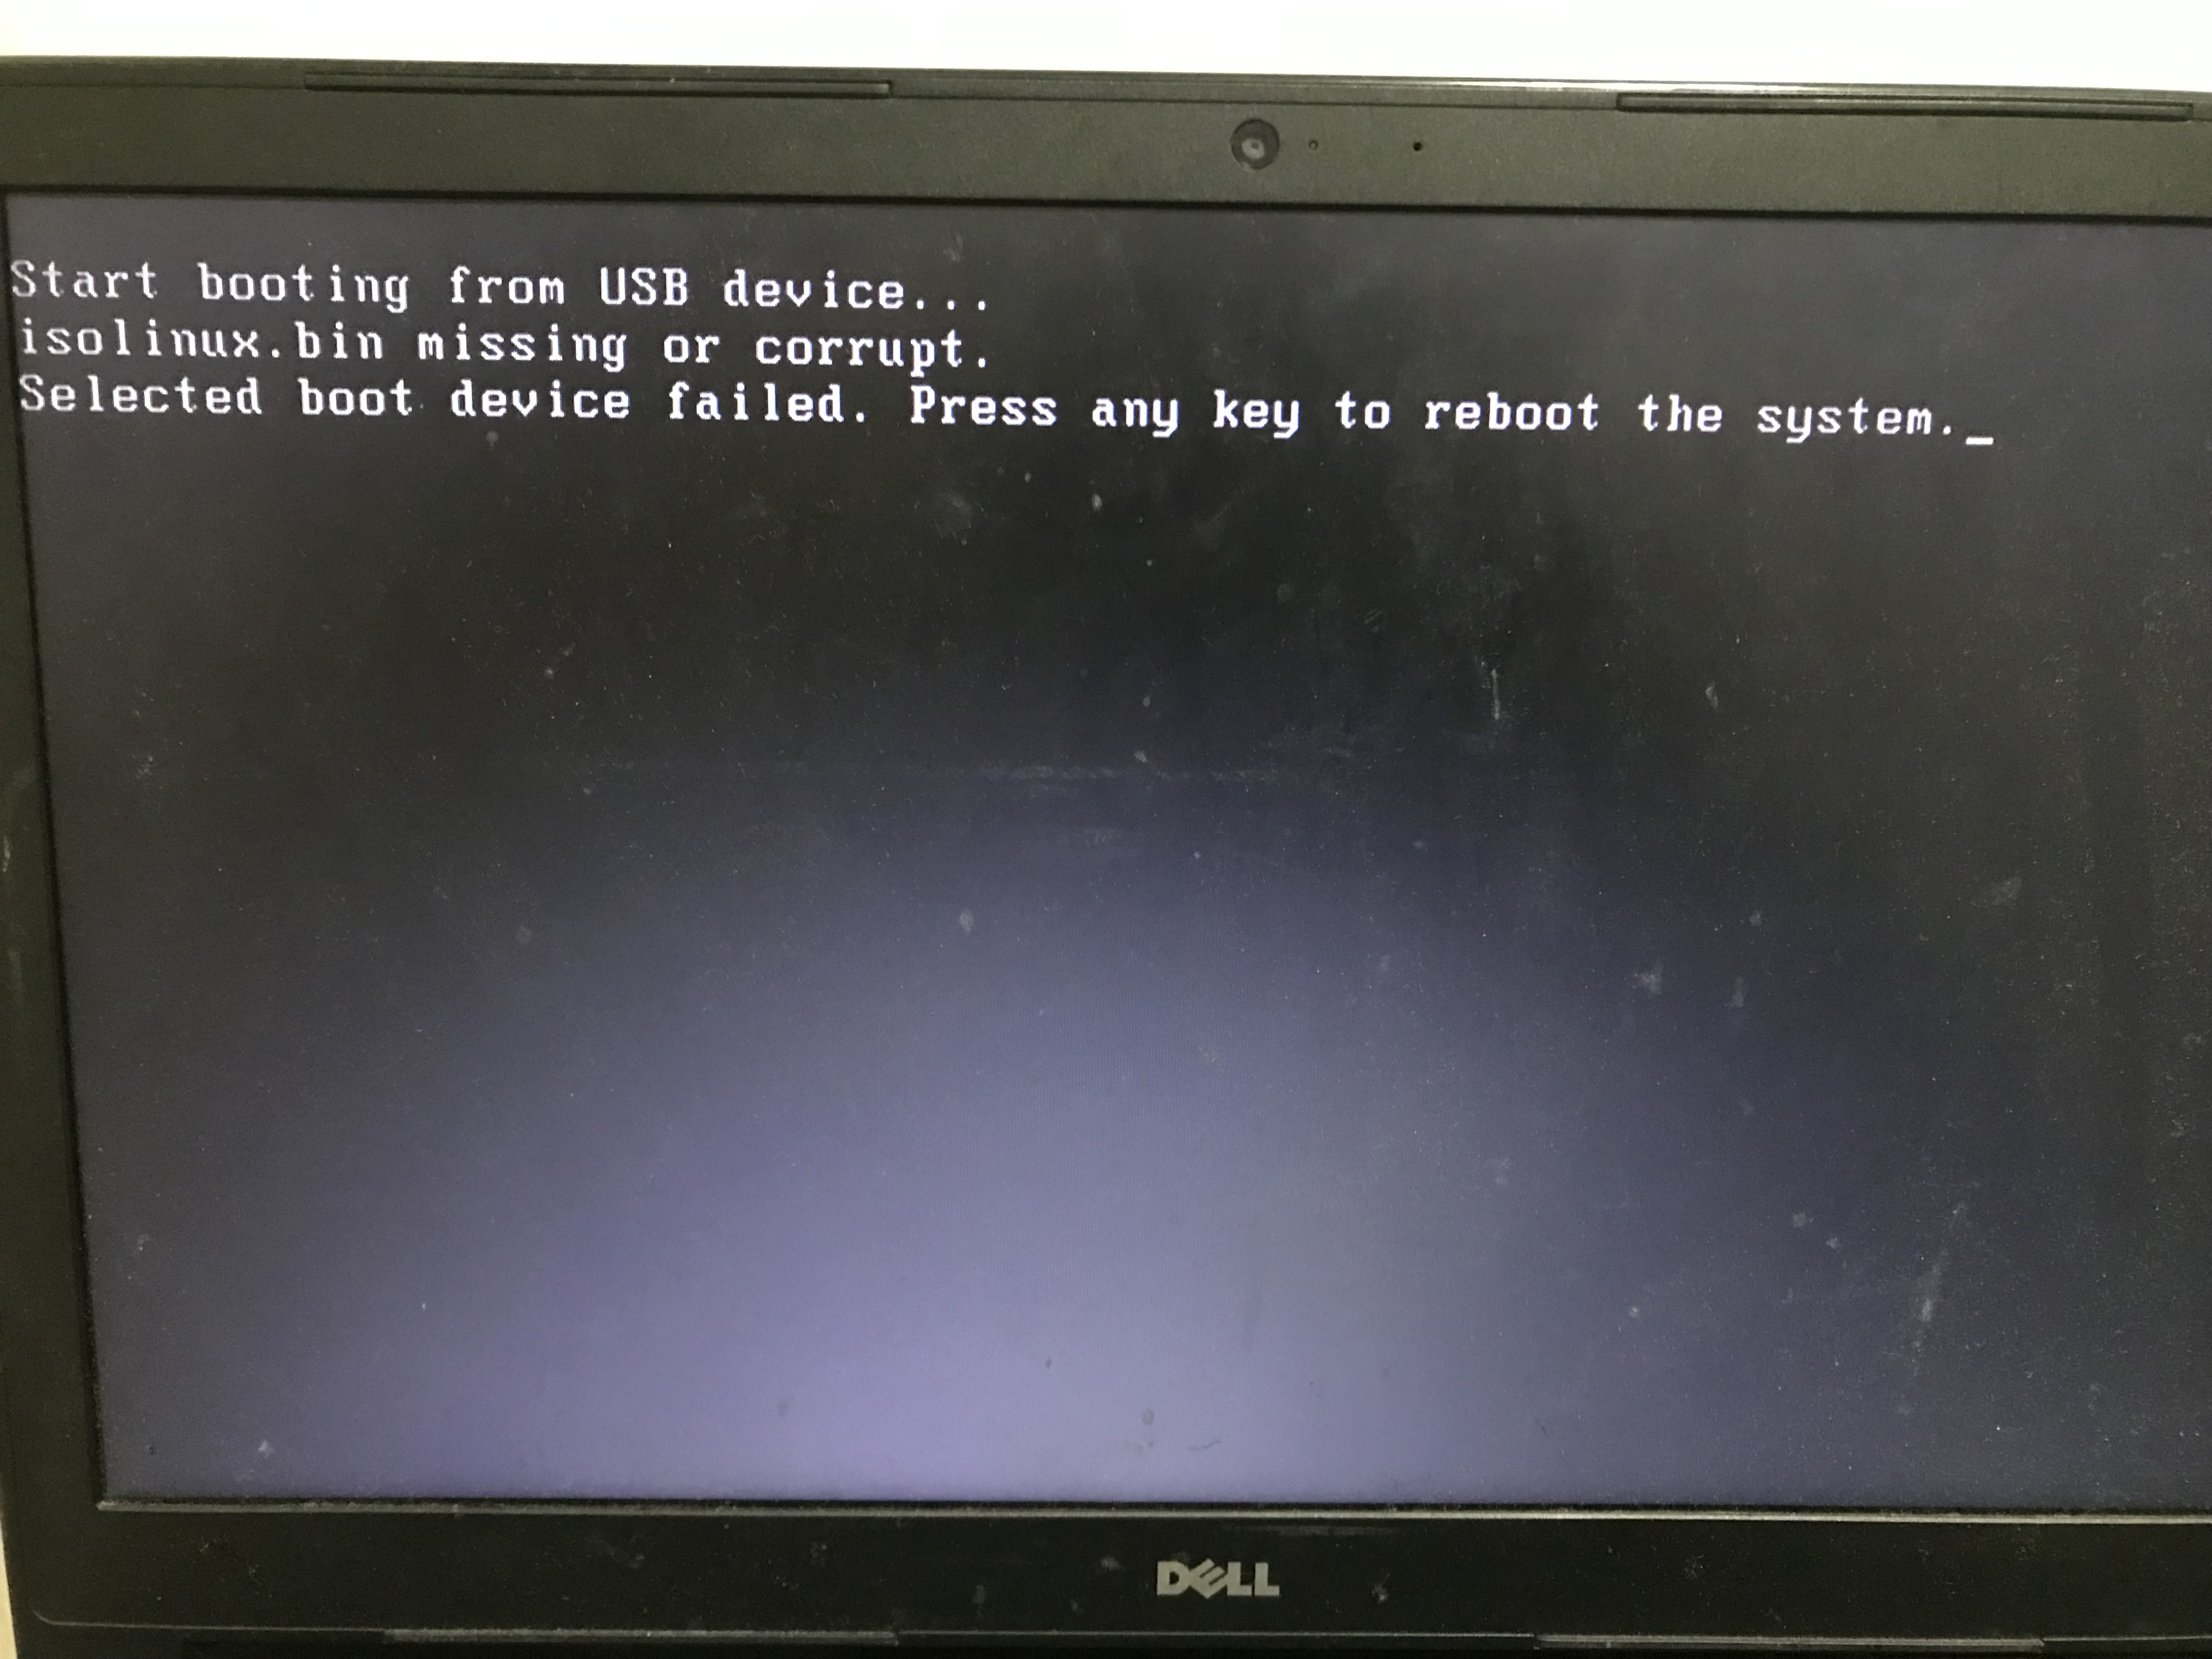 Start booting from USB device...
isolinux.bin missing or corrupt.
Selected boot device failed. Press any key to reboot the system._
DELL